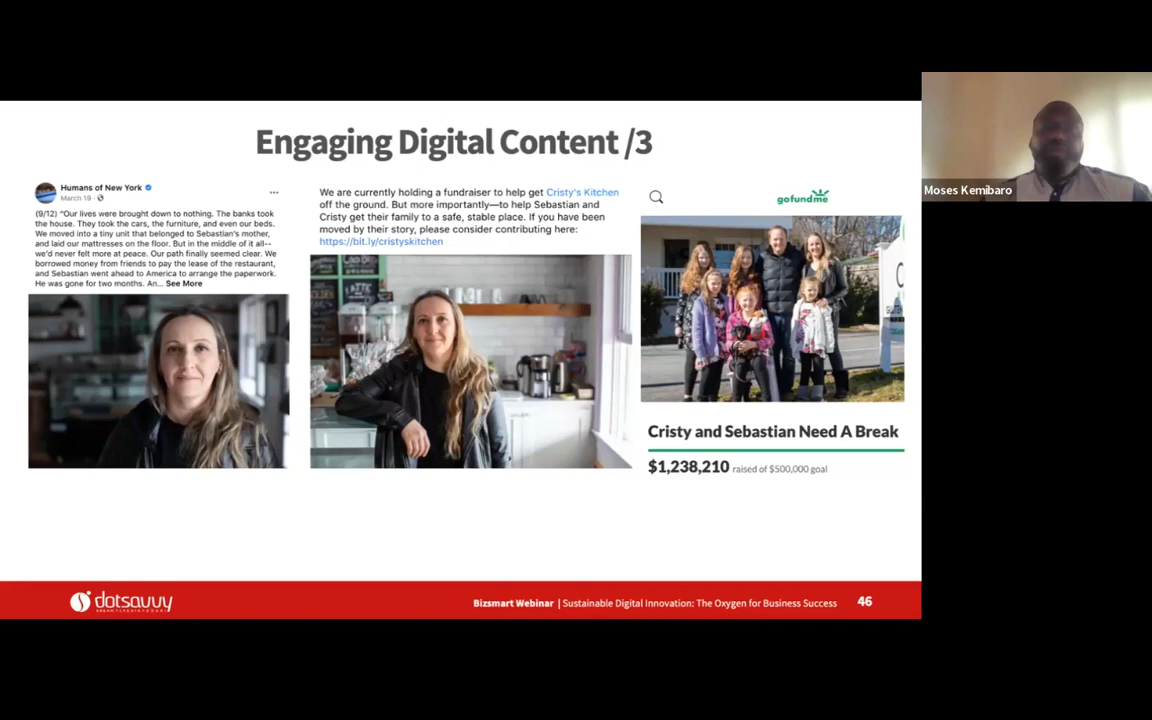 Engaging Digital Content /3
Humans of New York
March 19
(9/12) "Our lives were brought down to nothing. The banks took
the house. They took the cars, the furniture, and even our beds.
We moved into a tiny unit that belonged to Sebastian's mother,
and laid our mattresses on the floor. But in the middle of it all--
we'd never felt more at peace. Our path finally seemed clear. We
borrowed money from friends to pay the lease of the restaurant,
and Sebastian went ahead to America to arrange the paperwork.
He was gone for two months. An... See More
We are currently holding a fundraiser to help get Cristy's Kitchen
off the ground. But more importantly—to help Sebastian and
Cristy get their family to a safe, stable place. If you have been
moved by their story, please consider contributing here:
https://bit.ly/cristyskitchen
LATTE
gofundme
Cristy and Sebastian Need A Break
$1,238,210 raised of $500,000 goal
dotsavvy
Bizsmart Webinar | Sustainable Digital Innovation: The Oxygen for Business Success
46
Moses Kemibaro